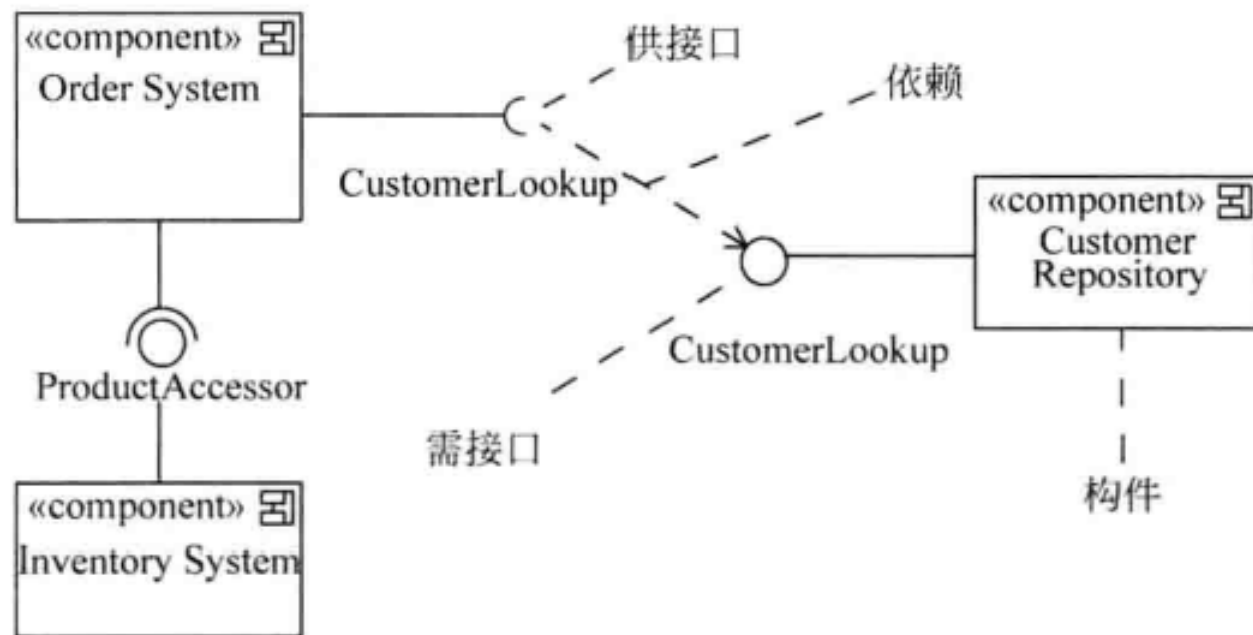 «component»
Order System
供接口
依赖
CustomerLookup
«component»
Customer
Repository
CustomerLookup
ProductAccessor
需接口
构件
«component»
Inventory System